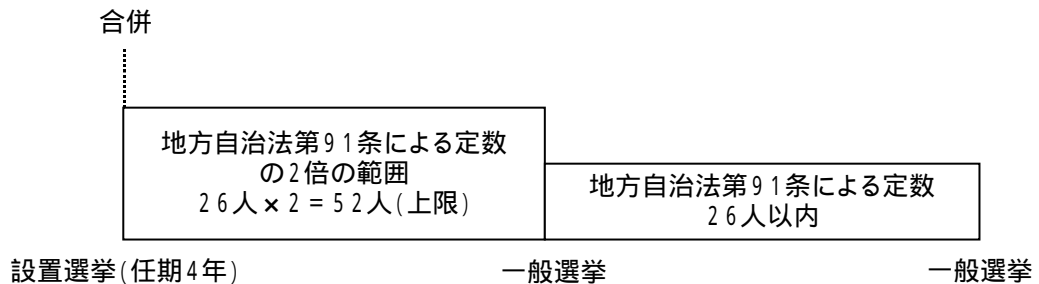 合併
地方自治法第91条による定数
の2倍の範囲
26人×2=52人(上限)
地方自治法第91条による定数
26人以内
設置選挙(任期4年)
一般選挙
一般選挙